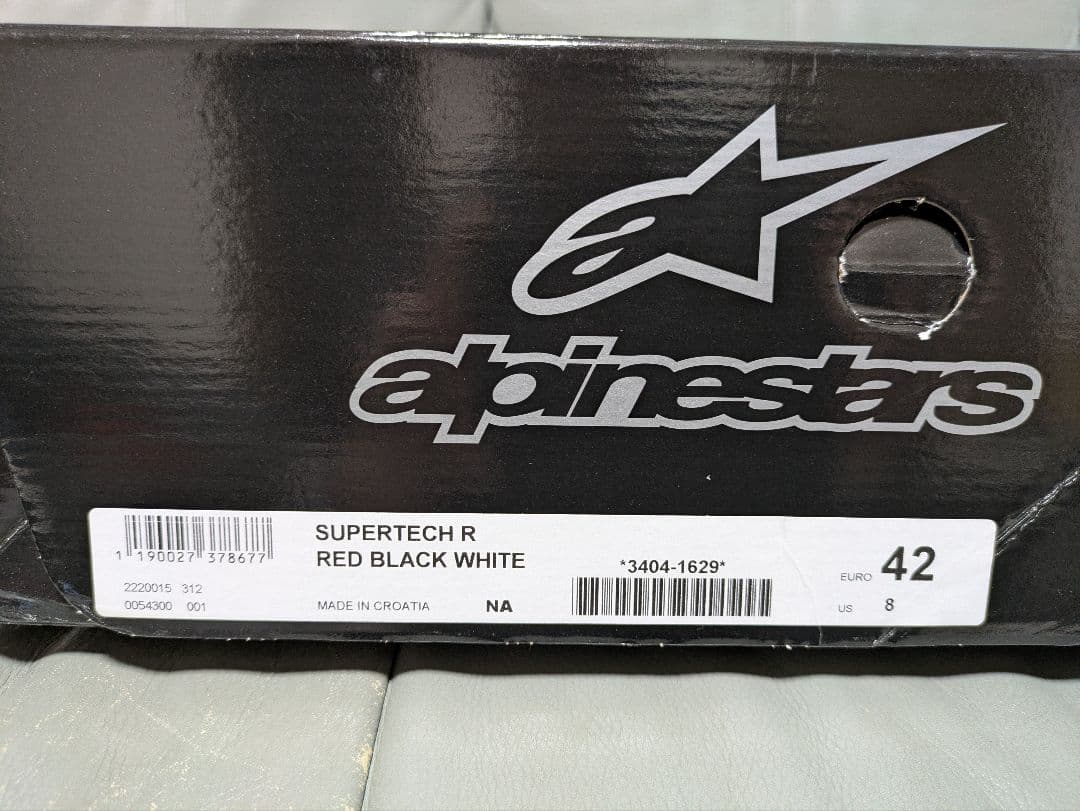 alpinestars
1 190027 378677
2220015 312
0054300 001
SUPERTECH R
RED BLACK WHITE
MADE IN CROATIA NA
*3404-1629*
EURO 42
US 8